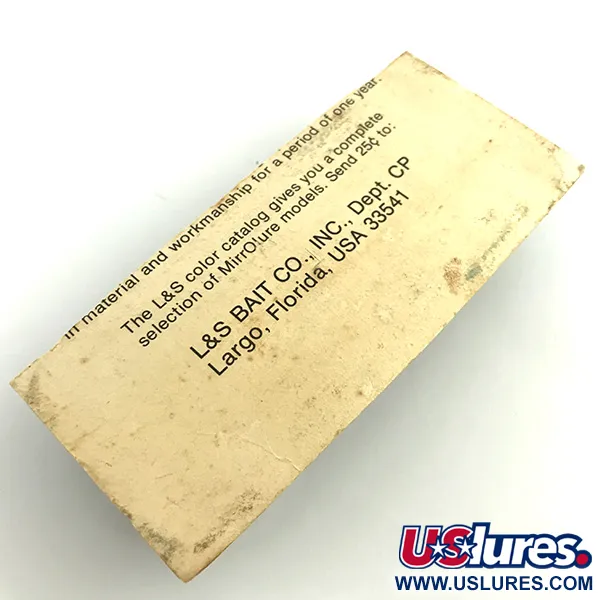 in material and workmanship for a period of one year.
The L&S color catalog gives you a complete
selection of MirrOlure models. Send 25¢ to:
L&S BAIT CO., INC., Dept. CP
Largo, Florida, USA 33541
USlures.
WWW.USLURES.COM